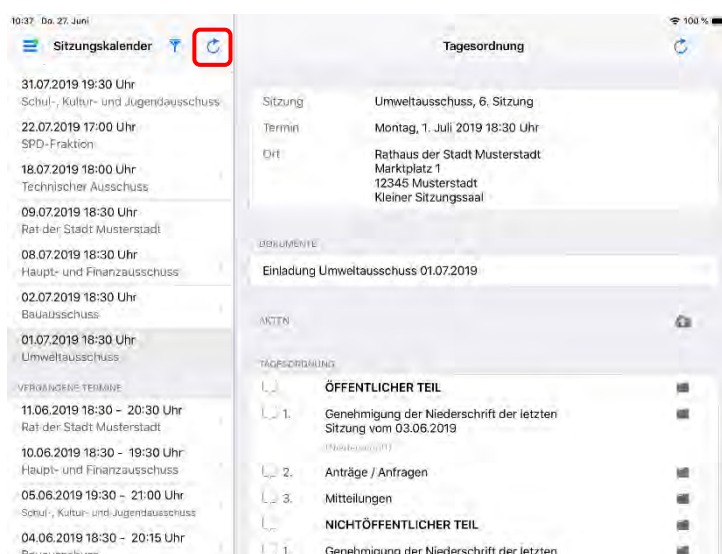 10:37 Do. 27. Juni
100 %
Sitzungskalender
Tagesordnung
31.07.2019 19:30 Uhr
Schul-, Kultur- und Jugendausschuss
22.07.2019 17:00 Uhr
SPD-Fraktion
18.07.2019 18:00 Uhr
Technischer Ausschuss
09.07.2019 18:30 Uhr
Rat der Stadt Musterstadt
08.07.2019 18:30 Uhr
Haupt- und Finanzausschuss
02.07.2019 18:30 Uhr
Bauausschuss
01.07.2019 18:30 Uhr
Umweltausschuss
VERGANGENE TERMINE
11.06.2019 18:30 - 20:30 Uhr
Rat der Stadt Musterstadt
10.06.2019 18:30 - 19:30 Uhr
Haupt- und Finanzausschuss
05.06.2019 19:30 - 21:00 Uhr
Schul-, Kultur- und Jugendausschuss
04.06.2019 18:30 - 20:15 Uhr
Bauausschuss
Sitzung Umweltausschuss, 6. Sitzung
Termin Montag, 1. Juli 2019 18:30 Uhr
Ort Rathaus der Stadt Musterstadt
Marktplatz 1
12345 Musterstadt
Kleiner Sitzungssaal
DOKUMENTE
Einladung Umweltausschuss 01.07.2019
AKTEN
TAGESORDNUNG
ÖFFENTLICHER TEIL
1. Genehmigung der Niederschrift der letzten
Sitzung vom 03.06.2019
(Niederschrift)
2. Anträge / Anfragen
3. Mitteilungen
NICHTÖFFENTLICHER TEIL
1. Genehmigung der Niederschrift der letzten